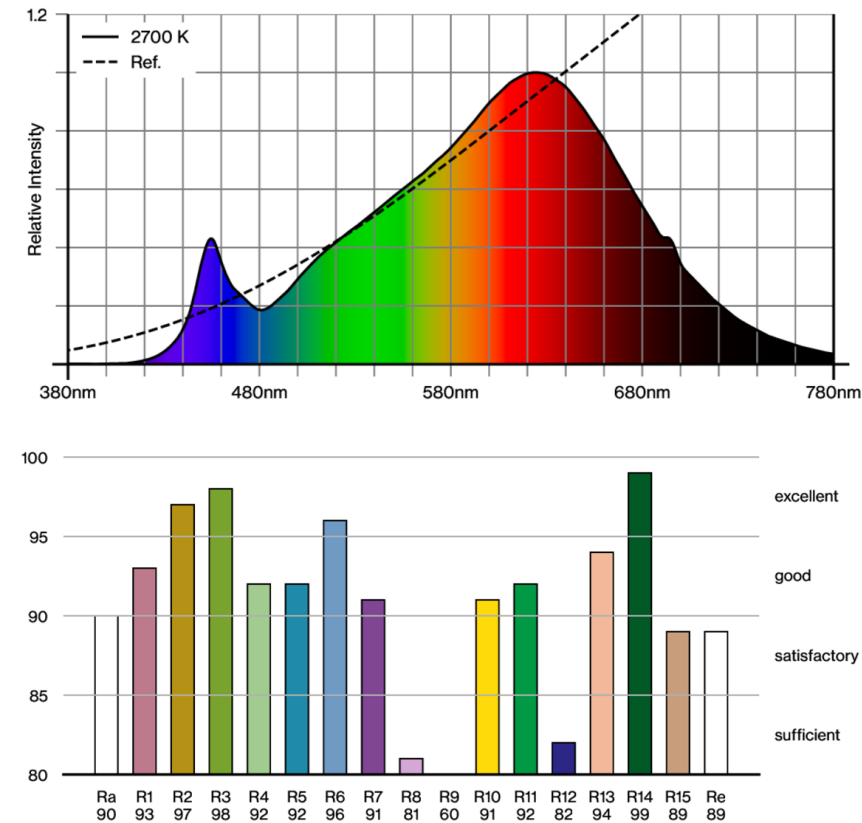 1.2
2700 K
Ref.
Relative Intensity
380nm 480nm 580nm 680nm 780nm
100
95
90
85
80
excellent
good
satisfactory
sufficient
Ra R1 R2 R3 R4 R5 R6 R7 R8 R9 R10 R11 R12 R13 R14 R15 Re
90 93 97 98 92 92 96 91 81 60 91 92 82 94 99 89 89